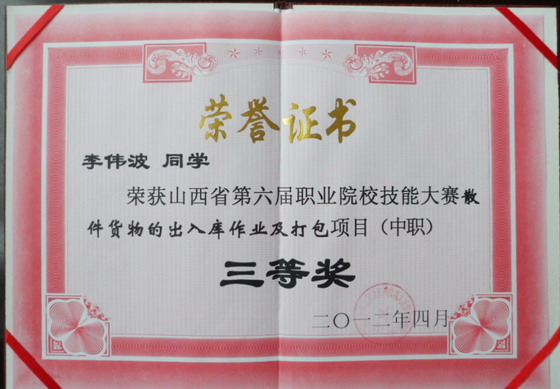 荣誉证书
李伟波 同学
荣获山西省第六届职业院校技能大赛散
件货物的出入库作业及打包项目（中职）
三等奖
二〇一二年四月